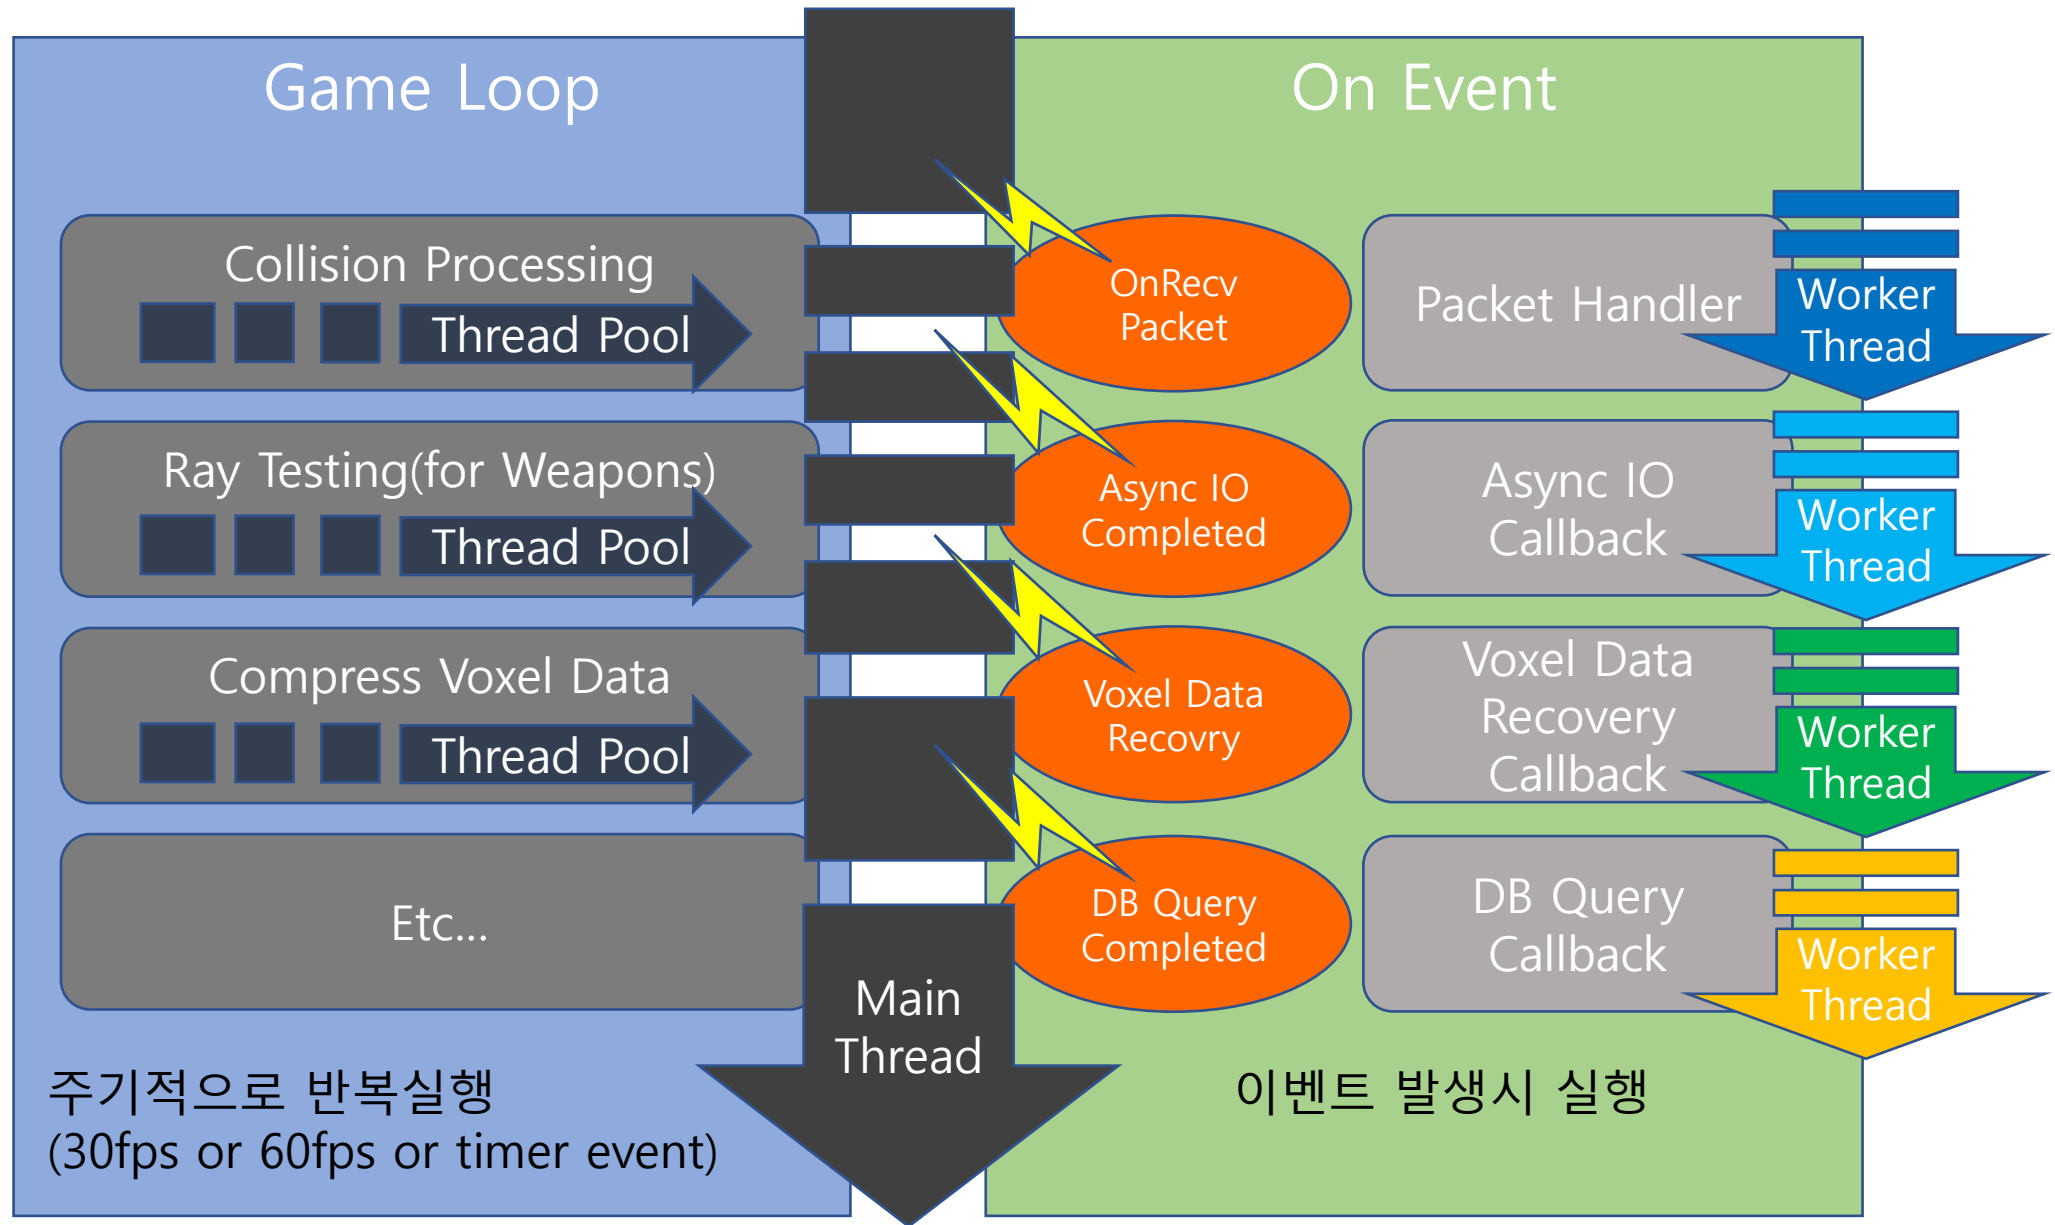 Game Loop
Collision Processing
Thread Pool
Ray Testing(for Weapons)
Thread Pool
Compress Voxel Data
Thread Pool
Etc...
주기적으로 반복실행
(30fps or 60fps or timer event)
Main
Thread
On Event
OnRecv
Packet
Packet Handler
Worker
Thread
Async IO
Completed
Async IO
Callback
Worker
Thread
Voxel Data
Recovry
Voxel Data
Recovery
Callback
Worker
Thread
DB Query
Completed
DB Query
Callback
Worker
Thread
이벤트 발생시 실행